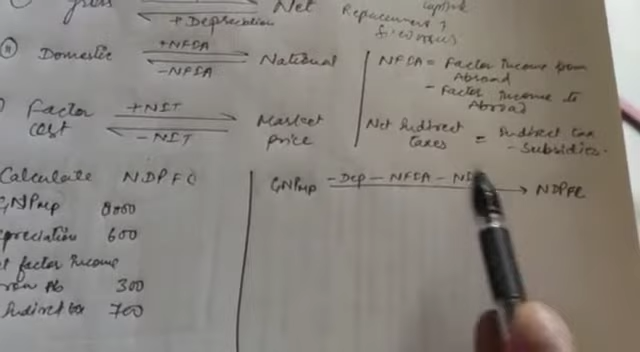 Gross Net
+ Depreciation
Replacement
Domestic +NFIA National
-NFIA
NFIA = Factor Income from
Abroad
- Factor Income to
Abroad
Factor +NIT Market
cost -NIT price
Net Indirect = Indirect tax
taxes - Subsidies.
Calculate NDPFC
GNPmp 8000
600
factor income
300
Indirect tax 700
GNPmp -Dep - NFIA - NI NDPFC